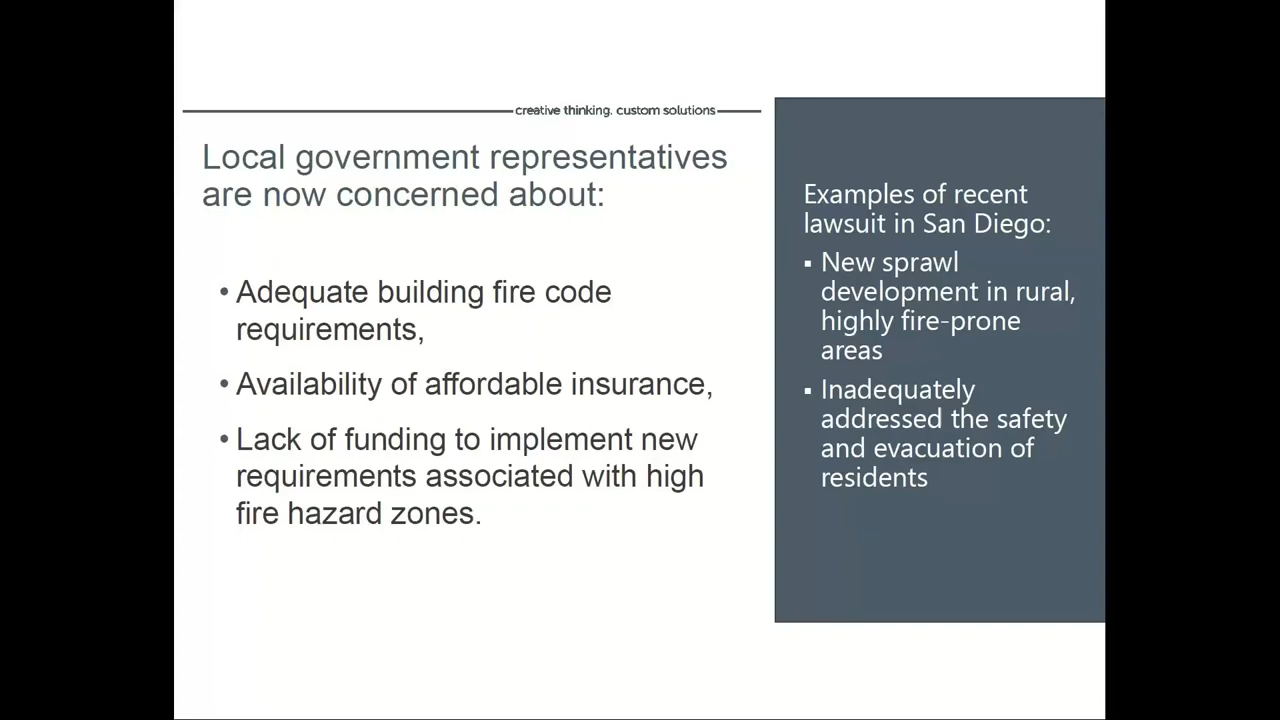 creative thinking. custom solutions
Local government representatives
are now concerned about:
• Adequate building fire code
requirements,
• Availability of affordable insurance,
• Lack of funding to implement new
requirements associated with high
fire hazard zones.
Examples of recent
lawsuit in San Diego:
▪ New sprawl
development in rural,
highly fire-prone
areas
▪ Inadequately
addressed the safety
and evacuation of
residents